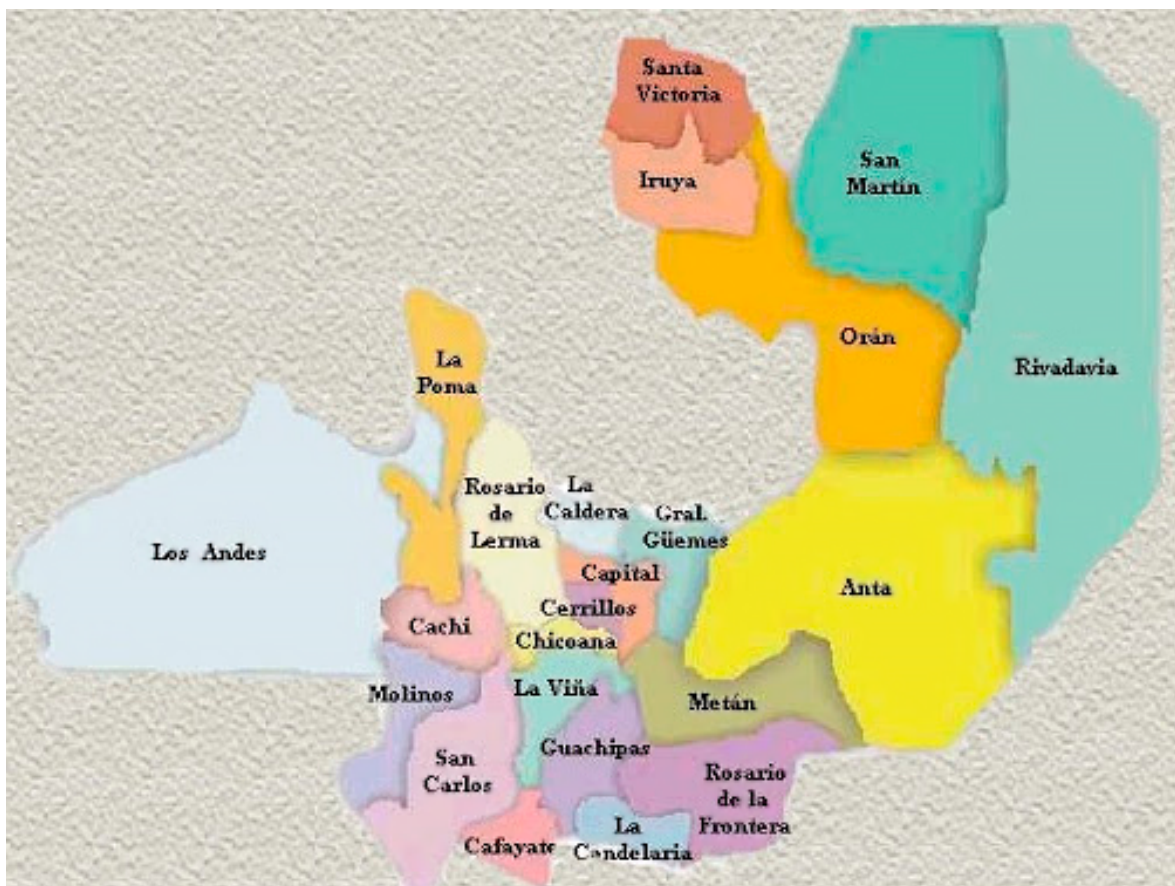 Santa
Victoria
Iruya
San
Martín
Orán
Rivadavia
La
Poma
Rosario
de
Lerma
La
Caldera
Gral.
Güemes
Los Andes
Capital
Cerrillos
Anta
Cachi
Chicoana
Molinos
La Viña
Metán
San
Carlos
Guachipas
Rosario
de la
Frontera
Cafayate
La
Candelaria